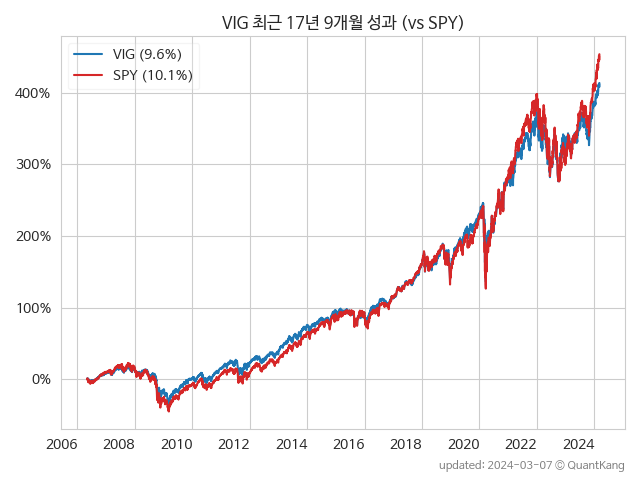 VIG 최근 17년 9개월 성과 (vs SPY)
VIG (9.6%)
SPY (10.1%)
400%
300%
200%
100%
0%
2006 2008 2010 2012 2014 2016 2018 2020 2022 2024
updated: 2024-03-07 © QuantKang